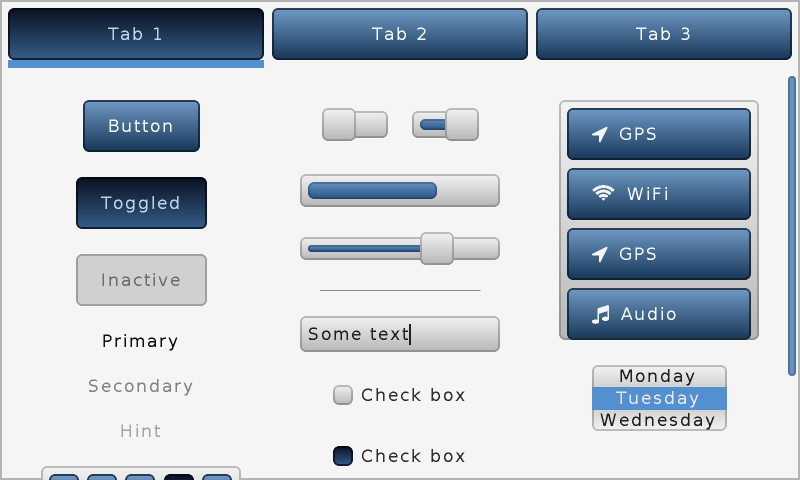 Tab 1
Tab 2
Tab 3
Button
Toggled
Inactive
Primary
Secondary
Hint
Some text
Check box
Check box
GPS
WiFi
GPS
Audio
Monday
Tuesday
Wednesday